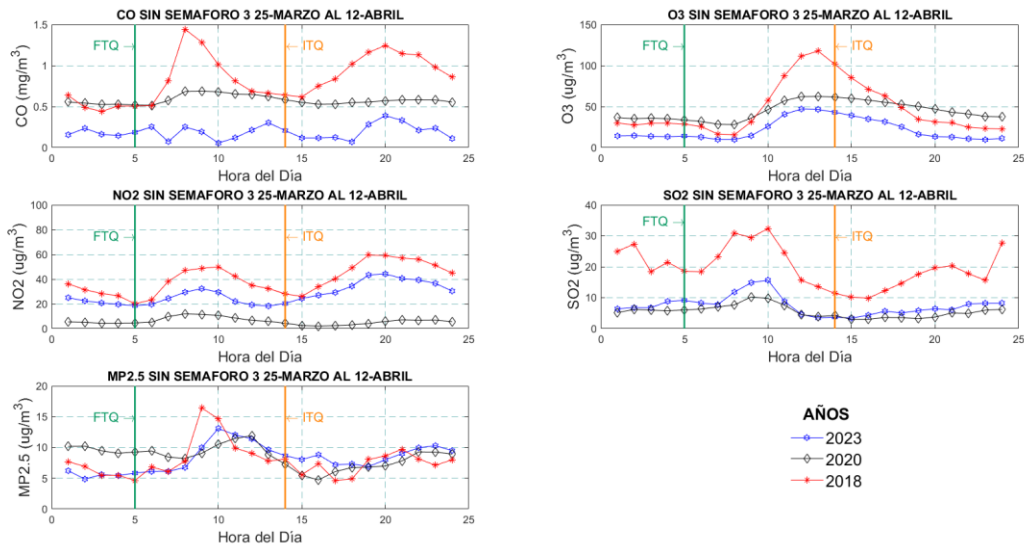 CO SIN SEMAFORO 3 25-MARZO AL 12-ABRIL
CO (mg/m³)
1.5
1
0.5
0
FTQ
ITQ
0 5 10 15 20 25
Hora del Día
O3 SIN SEMAFORO 3 25-MARZO AL 12-ABRIL
O3 (ug/m³)
150
100
50
0
FTQ
ITQ
0 5 10 15 20 25
Hora del Día
NO2 SIN SEMAFORO 3 25-MARZO AL 12-ABRIL
NO2 (ug/m³)
100
80
60
40
20
0
FTQ
ITQ
0 5 10 15 20 25
Hora del Día
SO2 SIN SEMAFORO 3 25-MARZO AL 12-ABRIL
SO2 (ug/m³)
40
30
20
10
0
FTQ
ITQ
0 5 10 15 20 25
Hora del Día
MP2.5 SIN SEMAFORO 3 25-MARZO AL 12-ABRIL
MP2.5 (ug/m³)
20
15
10
5
0
FTQ
ITQ
0 5 10 15 20 25
Hora del Día
AÑOS
2023
2020
2018